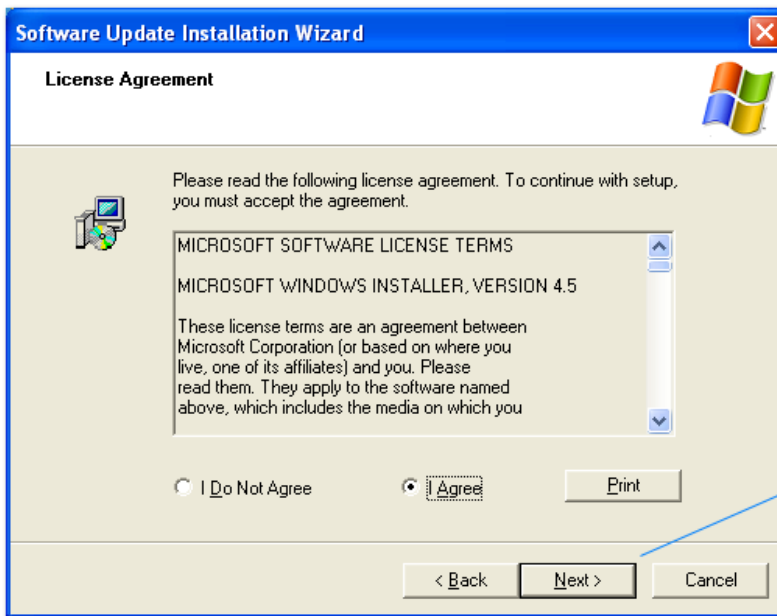 Software Update Installation Wizard
License Agreement
Please read the following license agreement. To continue with setup,
you must accept the agreement.
MICROSOFT SOFTWARE LICENSE TERMS
MICROSOFT WINDOWS INSTALLER, VERSION 4.5
These license terms are an agreement between
Microsoft Corporation (or based on where you
live, one of its affiliates) and you. Please
read them. They apply to the software named
above, which includes the media on which you
I Do Not Agree
I Agree
Print
< Back
Next >
Cancel